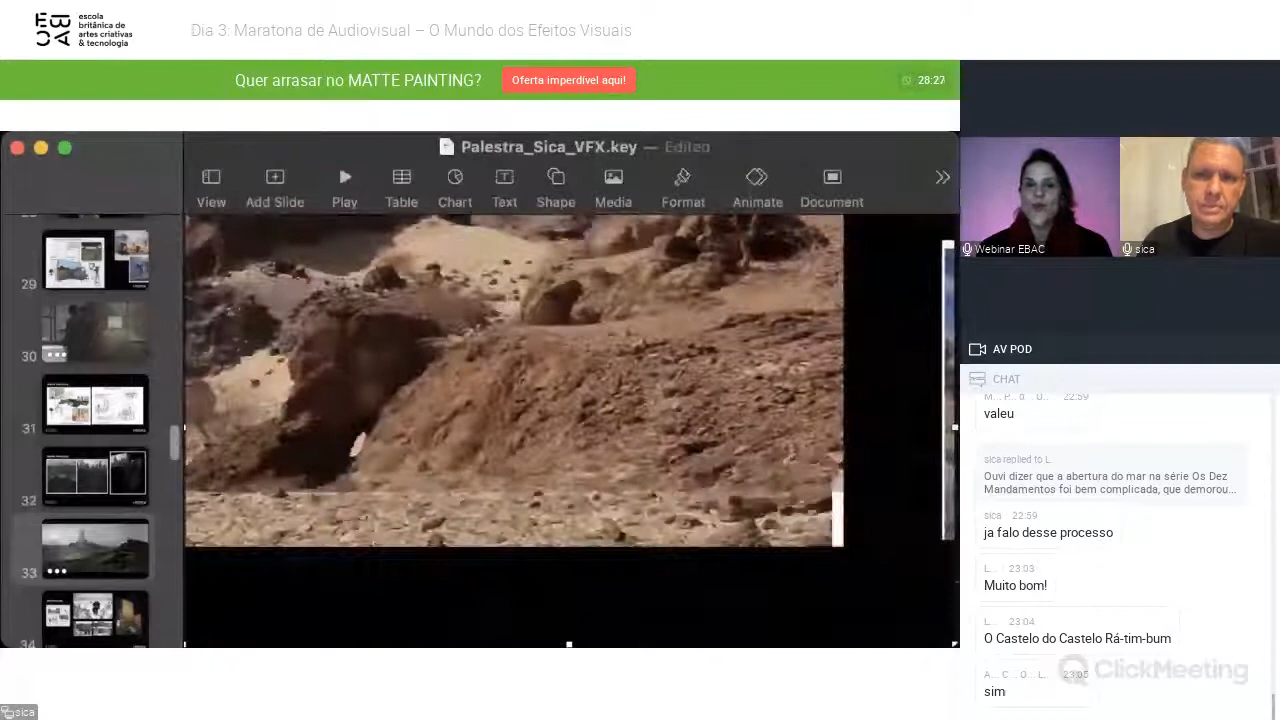 escola
britânica de
artes criativas
& tecnologia
EBAC
Dia 3: Maratona de Audiovisual – O Mundo dos Efeitos Visuais
Quer arrasar no MATTE PAINTING?
Oferta imperdível aqui!
28:27
Palestra_Sica_VFX.key — Edited
View
Add Slide
Play
Table
Chart
Text
Shape
Media
Format
Animate
Document
29
30
31
32
33
34
Webinar EBAC
sica
AV POD
CHAT
22:59
valeu
sica replied to L.
Ouvi dizer que a abertura do mar na série Os Dez
Mandamentos foi bem complicada, que demorou...
sica 22:59
ja falo desse processo
L... 23:03
Muito bom!
L... 23:04
O Castelo do Castelo Rá-tim-bum
A... C... O... L. 23:05
sim
ClickMeeting
sica